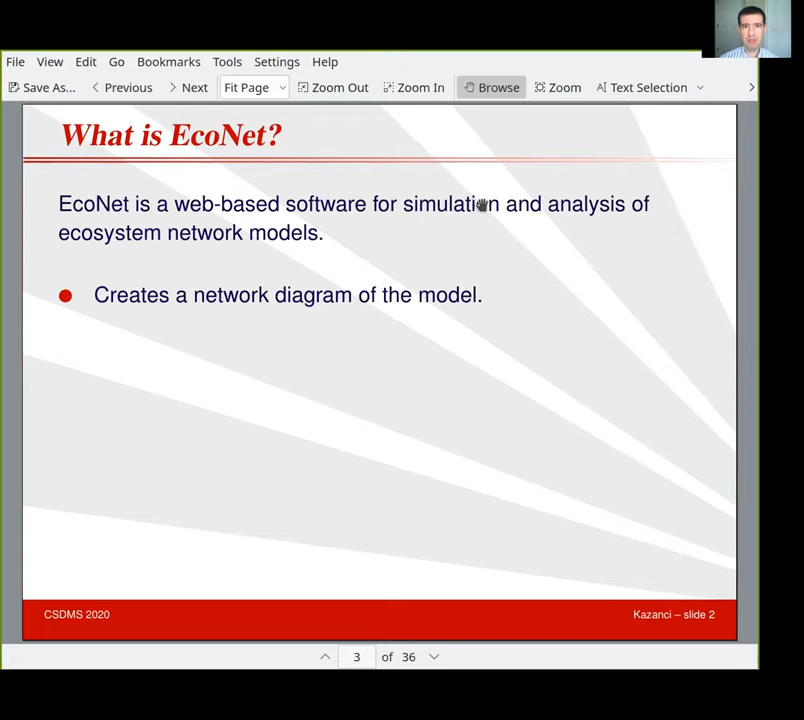 File View Edit Go Bookmarks Tools Settings Help
Save As... Previous Next Fit Page Zoom Out Zoom In Browse Zoom Text Selection
What is EcoNet?
EcoNet is a web-based software for simulation and analysis of
ecosystem network models.
Creates a network diagram of the model.
CSDMS 2020 Kazanci – slide 2
3 of 36